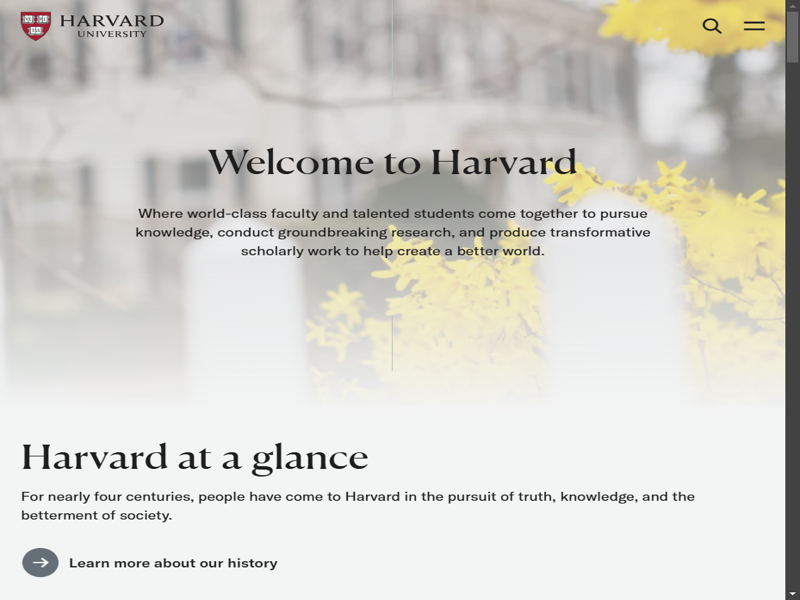 HARVARD
UNIVERSITY
Welcome to Harvard
Where world-class faculty and talented students come together to pursue
knowledge, conduct groundbreaking research, and produce transformative
scholarly work to help create a better world.
Harvard at a glance
For nearly four centuries, people have come to Harvard in the pursuit of truth, knowledge, and the
betterment of society.
Learn more about our history